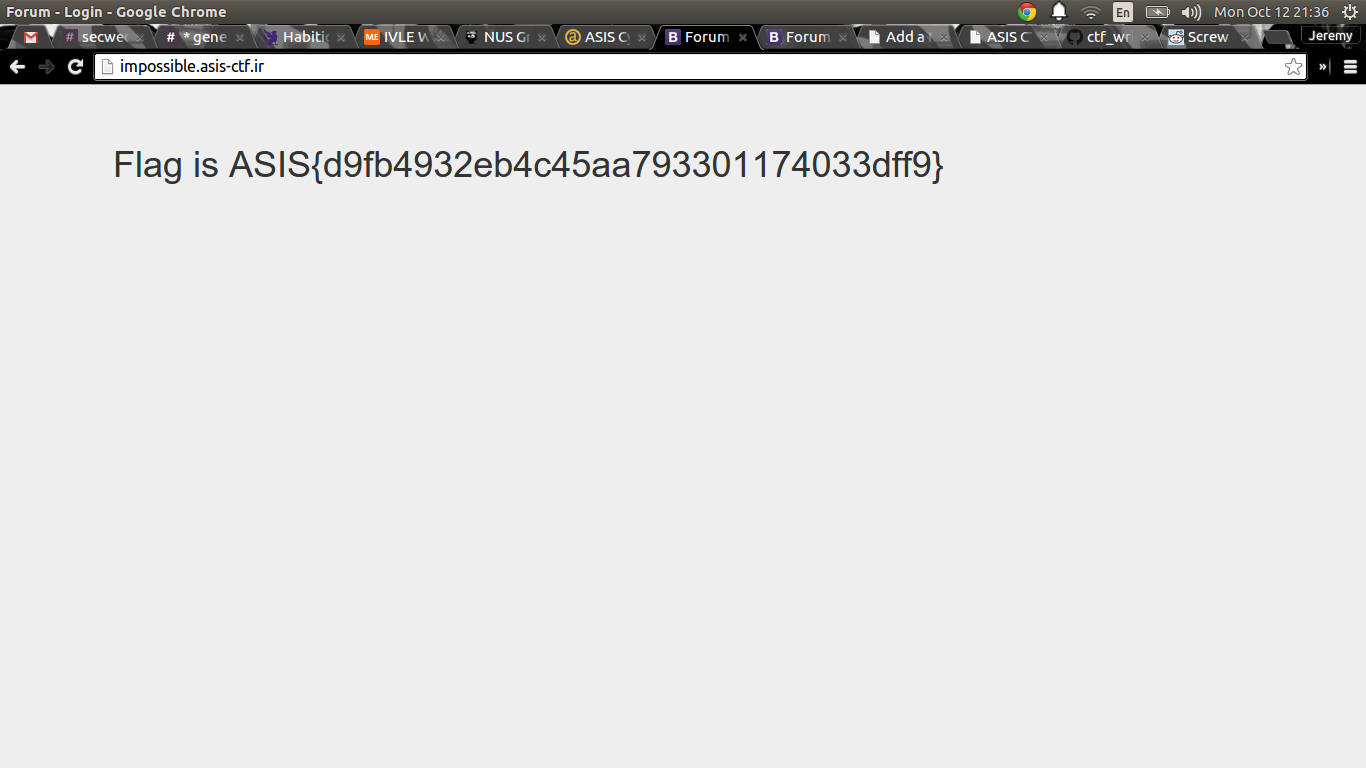 Forum - Login - Google Chrome
En
Mon Oct 12 21:36
# secwe
# * gene
Habiti
IVLE W
NUS Gr
ASIS C
Forum
Forum
Add a
ASIS C
ctf_wr
Screw
Jeremy
impossible.asis-ctf.ir
»
Flag is ASIS{d9fb4932eb4c45aa793301174033dff9}